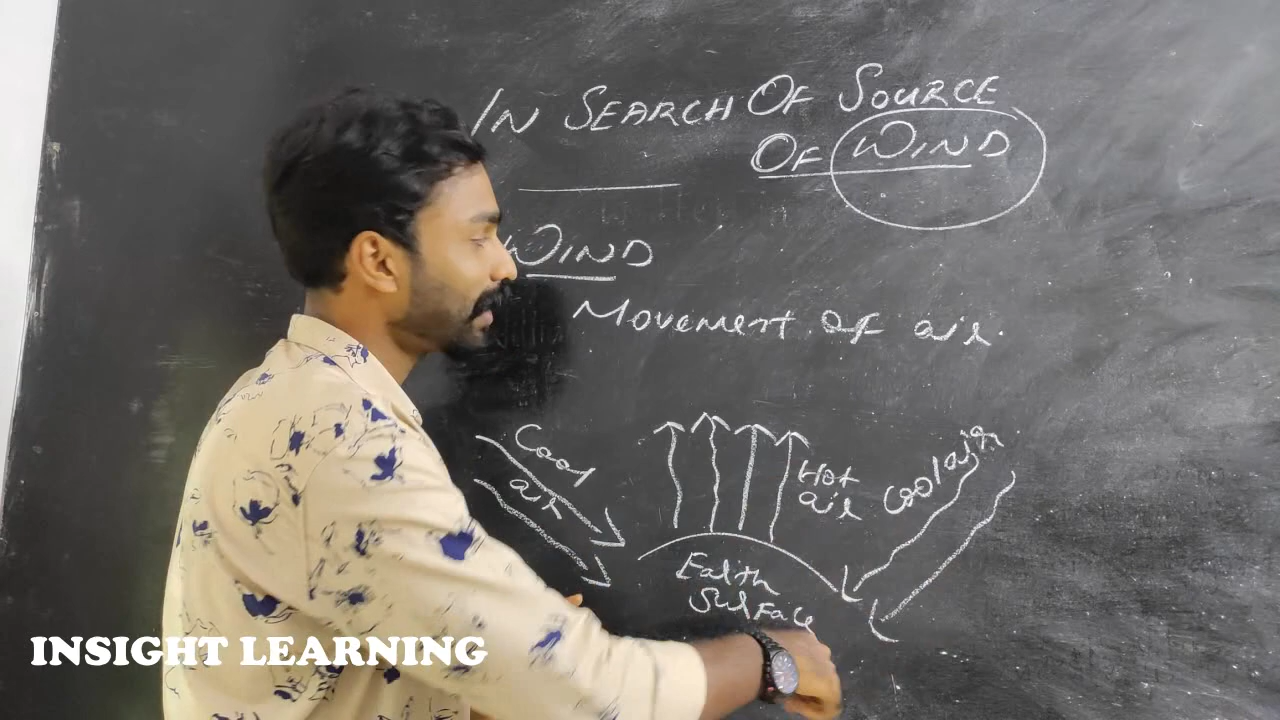 IN SEARCH OF SOURCE
OF WIND
WIND
Movement of air.
Cool
air
Hot
air
Cool air
Earth
Surface
INSIGHT LEARNING